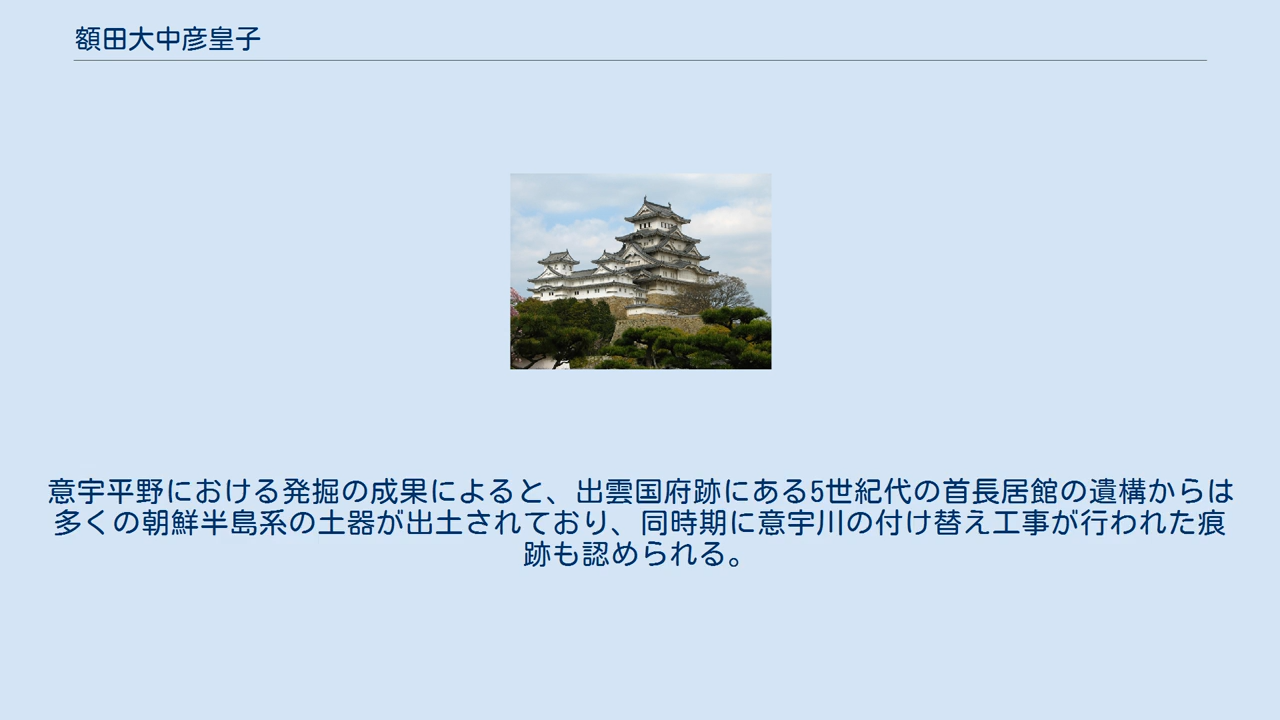 額田大中彦皇子
意宇平野における発掘の成果によると、出雲国府跡にある5世紀代の首長居館の遺構からは
多くの朝鮮半島系の土器が出土されており、同時期に意宇川の付け替え工事が行われた痕
跡も認められる。